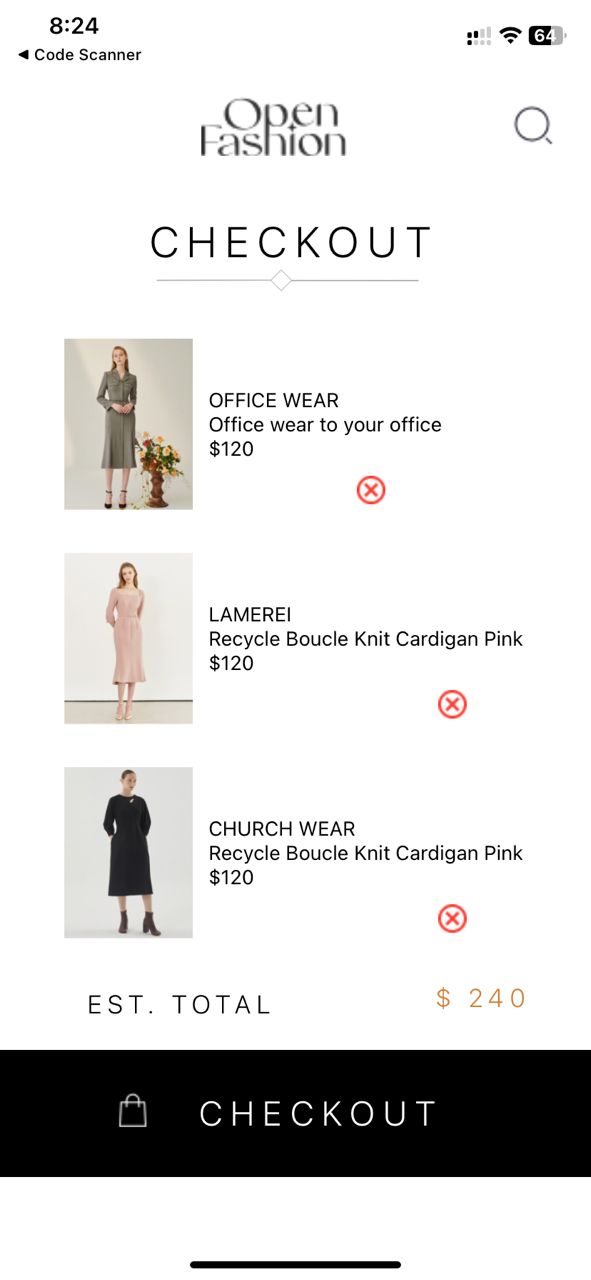 8:24
64
◀ Code Scanner
Open
Fashion
CHECKOUT
OFFICE WEAR
Office wear to your office
$120
LAMEREI
Recycle Boucle Knit Cardigan Pink
$120
CHURCH WEAR
Recycle Boucle Knit Cardigan Pink
$120
EST. TOTAL
$ 240
CHECKOUT